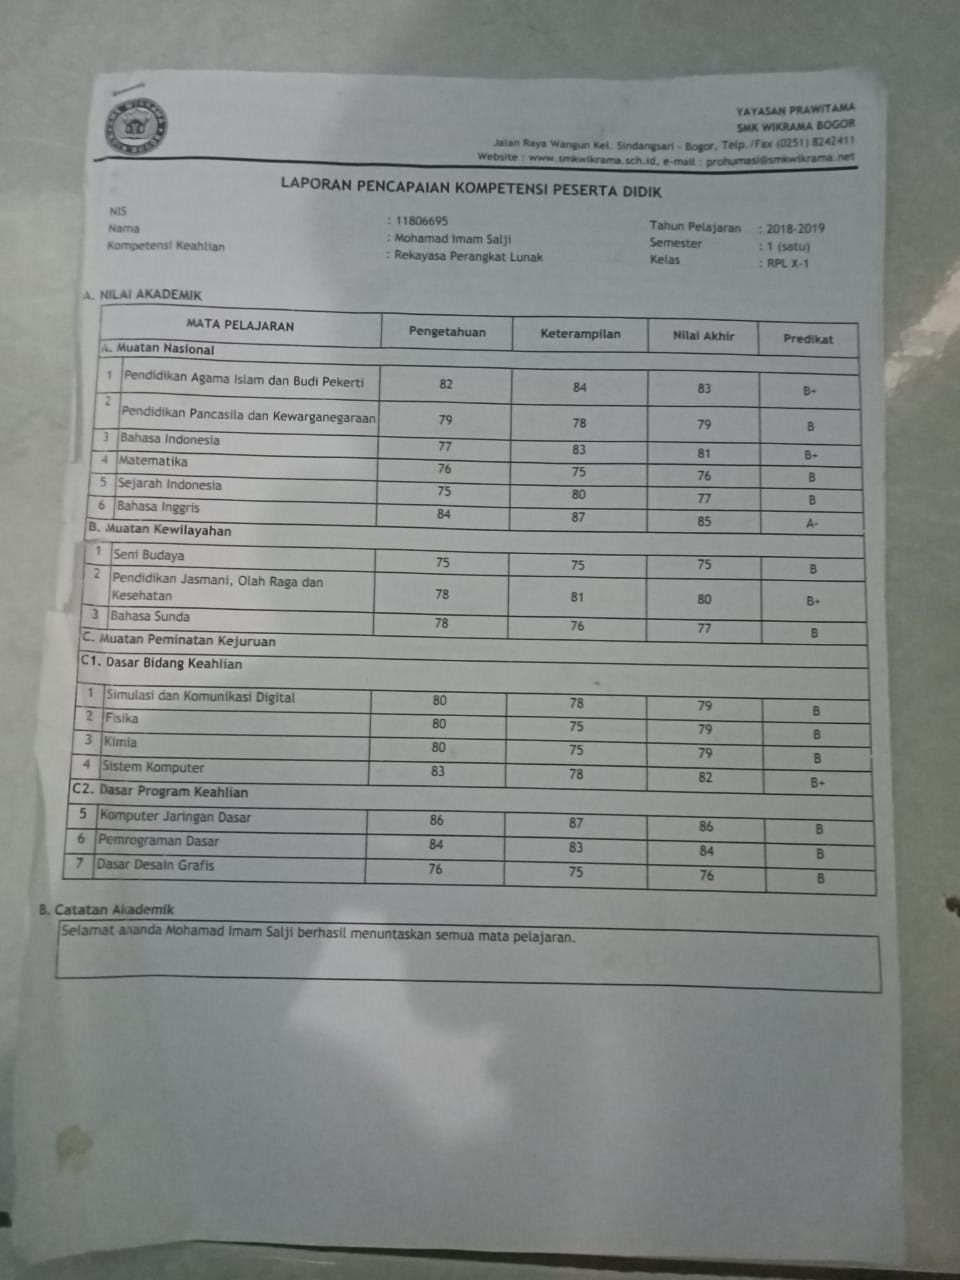 YAYASAN PRAWITAMA
SMK WIKRAMA BOGOR
Jalan Raya Wangun Kel. Sindangsari - Bogor, Telp./Fax (0251) 8242411
Website : www.smkwikrama.sch.id, e-mail : prohumasi@smkwikrama.net
LAPORAN PENCAPAIAN KOMPETENSI PESERTA DIDIK
NIS : 11806695 Tahun Pelajaran : 2018-2019
Nama : Mohamad Imam Salji Semester : 1 (satu)
Kompetensi Keahlian : Rekayasa Perangkat Lunak Kelas : RPL X-1
A. NILAI AKADEMIK
MATA PELAJARAN Pengetahuan Keterampilan Nilai Akhir Predikat
A. Muatan Nasional
1 Pendidikan Agama Islam dan Budi Pekerti 82 84 83 B+
2 Pendidikan Pancasila dan Kewarganegaraan 79 78 79 B
3 Bahasa Indonesia 77 83 81 B+
4 Matematika 76 75 76 B
5 Sejarah Indonesia 75 80 77 B
6 Bahasa Inggris 84 87 85 A-
B. Muatan Kewilayahan
1 Seni Budaya 75 75 75 B
2 Pendidikan Jasmani, Olah Raga dan
Kesehatan 78 81 80 B+
3 Bahasa Sunda 78 76 77 B
C. Muatan Peminatan Kejuruan
C1. Dasar Bidang Keahlian
1 Simulasi dan Komunikasi Digital 80 78 79 B
2 Fisika 80 75 79 B
3 Kimia 80 75 79 B
4 Sistem Komputer 83 78 82 B+
C2. Dasar Program Keahlian
5 Komputer Jaringan Dasar 86 87 86 B
6 Pemrograman Dasar 84 83 84 B
7 Dasar Desain Grafis 76 75 76 B
B. Catatan Akademik
Selamat ananda Mohamad Imam Salji berhasil menuntaskan semua mata pelajaran.